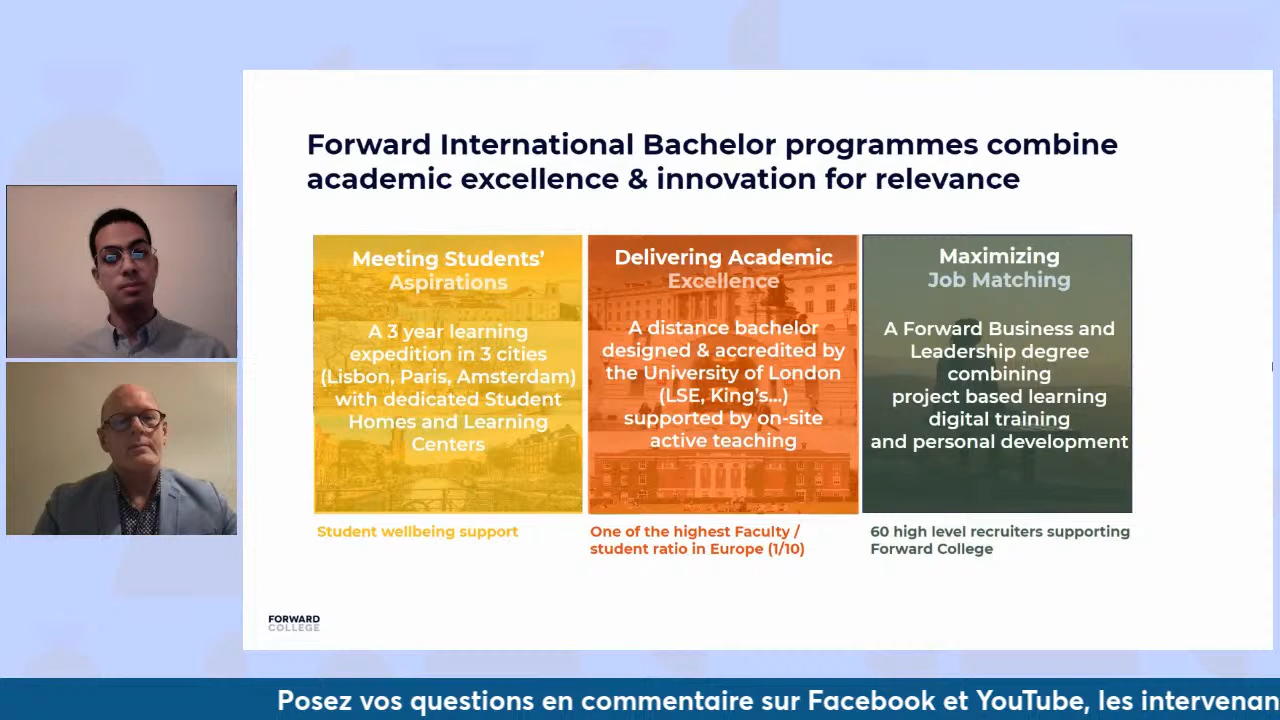 Forward International Bachelor programmes combine
academic excellence & innovation for relevance
Meeting Students’
Aspirations
A 3 year learning
expedition in 3 cities
(Lisbon, Paris, Amsterdam)
with dedicated Student
Homes and Learning
Centers
Student wellbeing support
Delivering Academic
Excellence
A distance bachelor
designed & accredited by
the University of London
(LSE, King’s...)
supported by on-site
active teaching
One of the highest Faculty /
student ratio in Europe (1/10)
Maximizing
Job Matching
A Forward Business and
Leadership degree
combining
project based learning
digital training
and personal development
60 high level recruiters supporting
Forward College
FORWARD
COLLEGE
Posez vos questions en commentaire sur Facebook et YouTube, les intervenan